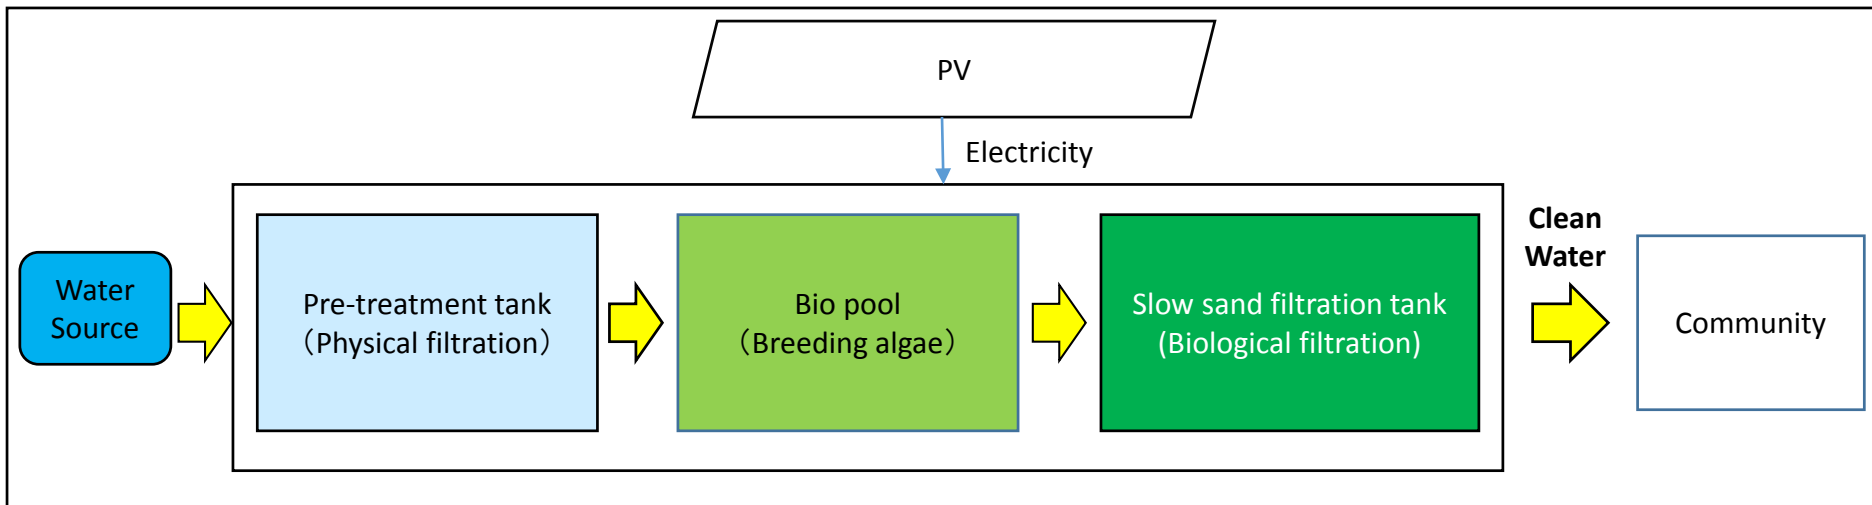 PV
Electricity
Water
Source
Pre-treatment tank
（Physical filtration）
Bio pool
（Breeding algae）
Slow sand filtration tank
(Biological filtration)
Clean
Water
Community